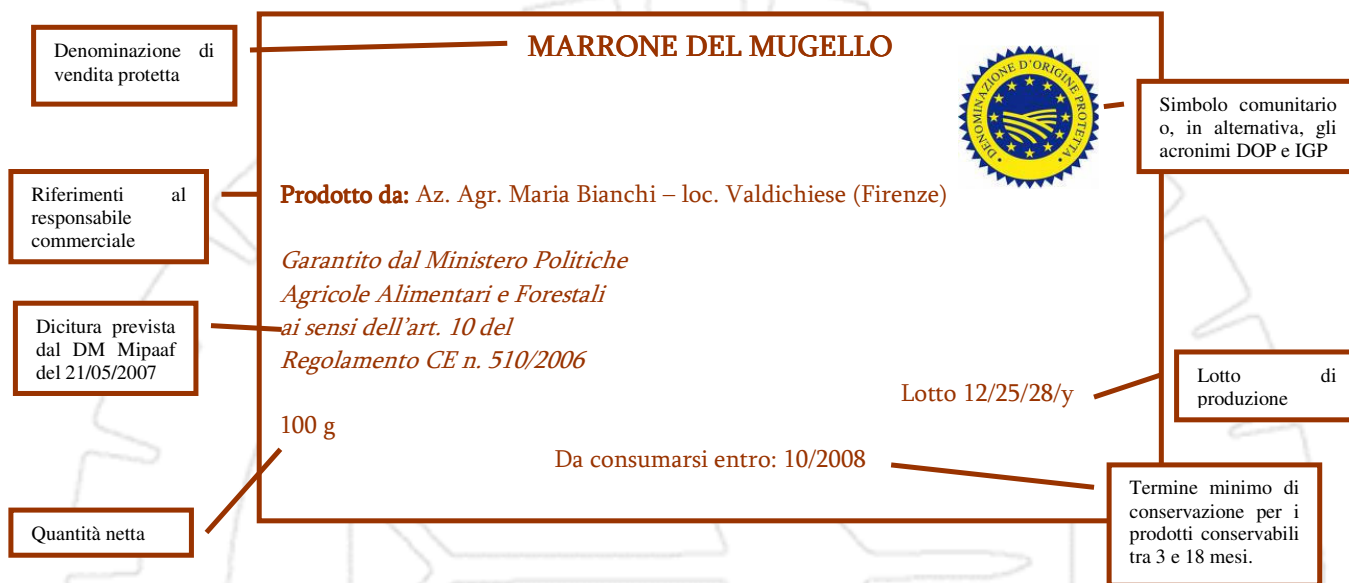 MARRONE DEL MUGELLO
Denominazione di
vendita protetta
DENOMINAZIONE D'ORIGINE PROTETTA
Simbolo comunitario
o, in alternativa, gli
acronimi DOP e IGP
Riferimenti al
responsabile
commerciale
Prodotto da: Az. Agr. Maria Bianchi – loc. Valdichiese (Firenze)
Garantito dal Ministero Politiche
Agricole Alimentari e Forestali
ai sensi dell'art. 10 del
Regolamento CE n. 510/2006
Dicitura prevista
dal DM Mipaaf
del 21/05/2007
Lotto 12/25/28/y
Lotto di
produzione
100 g
Da consumarsi entro: 10/2008
Termine minimo di
conservazione per i
prodotti conservabili
tra 3 e 18 mesi.
Quantità netta